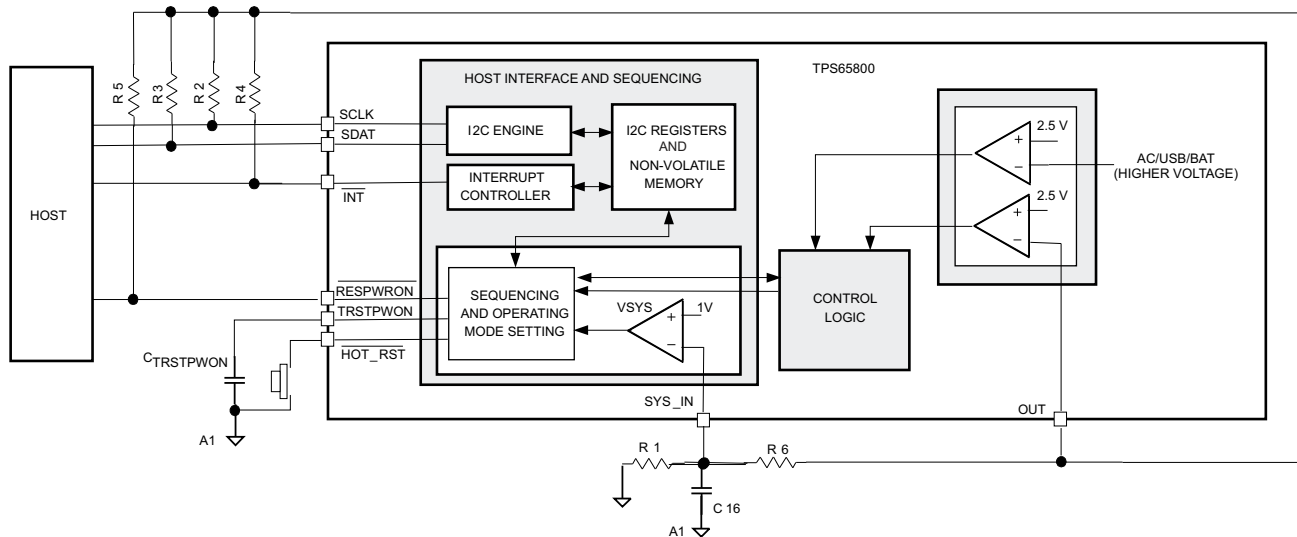 R 5
R 3
R 2
R 4
TPS65800
HOST INTERFACE AND SEQUENCING
SCLK
SDAT
I2C ENGINE
I2C REGISTERS
AND
NON-VOLATILE
MEMORY
INTERRUPT
CONTROLLER
INT
HOST
2.5 V
+
−
AC/USB/BAT
(HIGHER VOLTAGE)
2.5 V
+
−
RESPWRON
TRSTPWON
HOT_RST
SEQUENCING
AND OPERATING
MODE SETTING
VSYS
1V
+
−
CONTROL
LOGIC
CTRSTPWON
A1
SYS_IN
OUT
R 1
R 6
C 16
A1